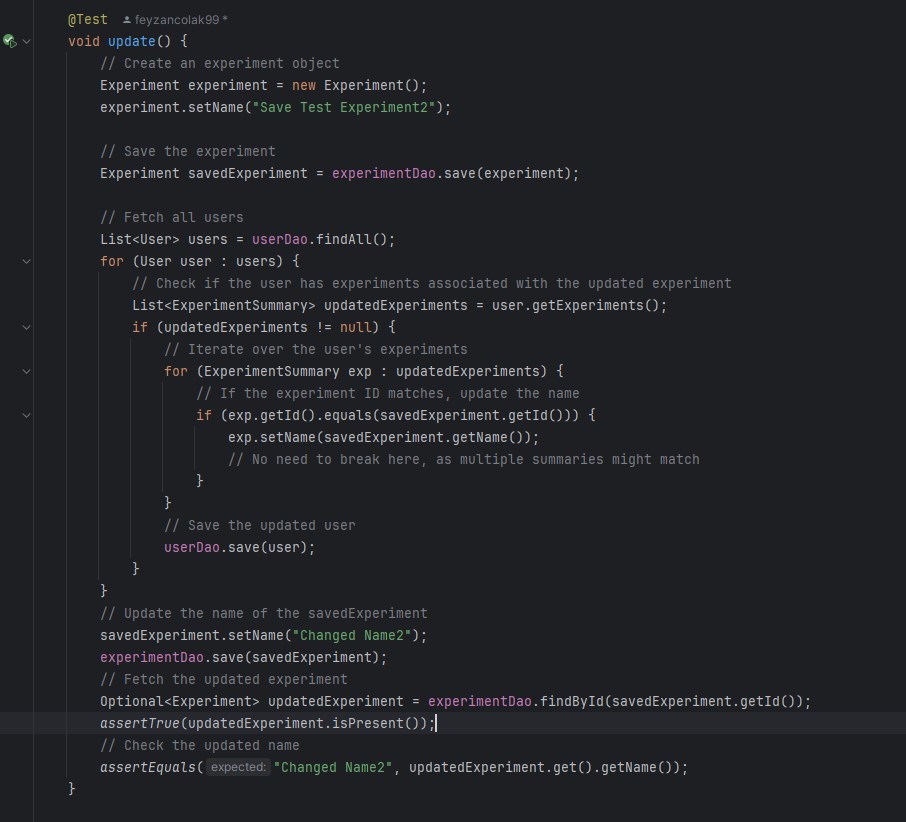 @Test feyzancolak99 *
void update() {
// Create an experiment object
Experiment experiment = new Experiment();
experiment.setName("Save Test Experiment2");
// Save the experiment
Experiment savedExperiment = experimentDao.save(experiment);
// Fetch all users
List<User> users = userDao.findAll();
for (User user : users) {
// Check if the user has experiments associated with the updated experiment
List<ExperimentSummary> updatedExperiments = user.getExperiments();
if (updatedExperiments != null) {
// Iterate over the user's experiments
for (ExperimentSummary exp : updatedExperiments) {
// If the experiment ID matches, update the name
if (exp.getId().equals(savedExperiment.getId())) {
exp.setName(savedExperiment.getName());
// No need to break here, as multiple summaries might match
}
}
// Save the updated user
userDao.save(user);
}
}
// Update the name of the savedExperiment
savedExperiment.setName("Changed Name2");
experimentDao.save(savedExperiment);
// Fetch the updated experiment
Optional<Experiment> updatedExperiment = experimentDao.findById(savedExperiment.getId());
assertTrue(updatedExperiment.isPresent());
// Check the updated name
assertEquals( expected: "Changed Name2", updatedExperiment.get().getName());
}